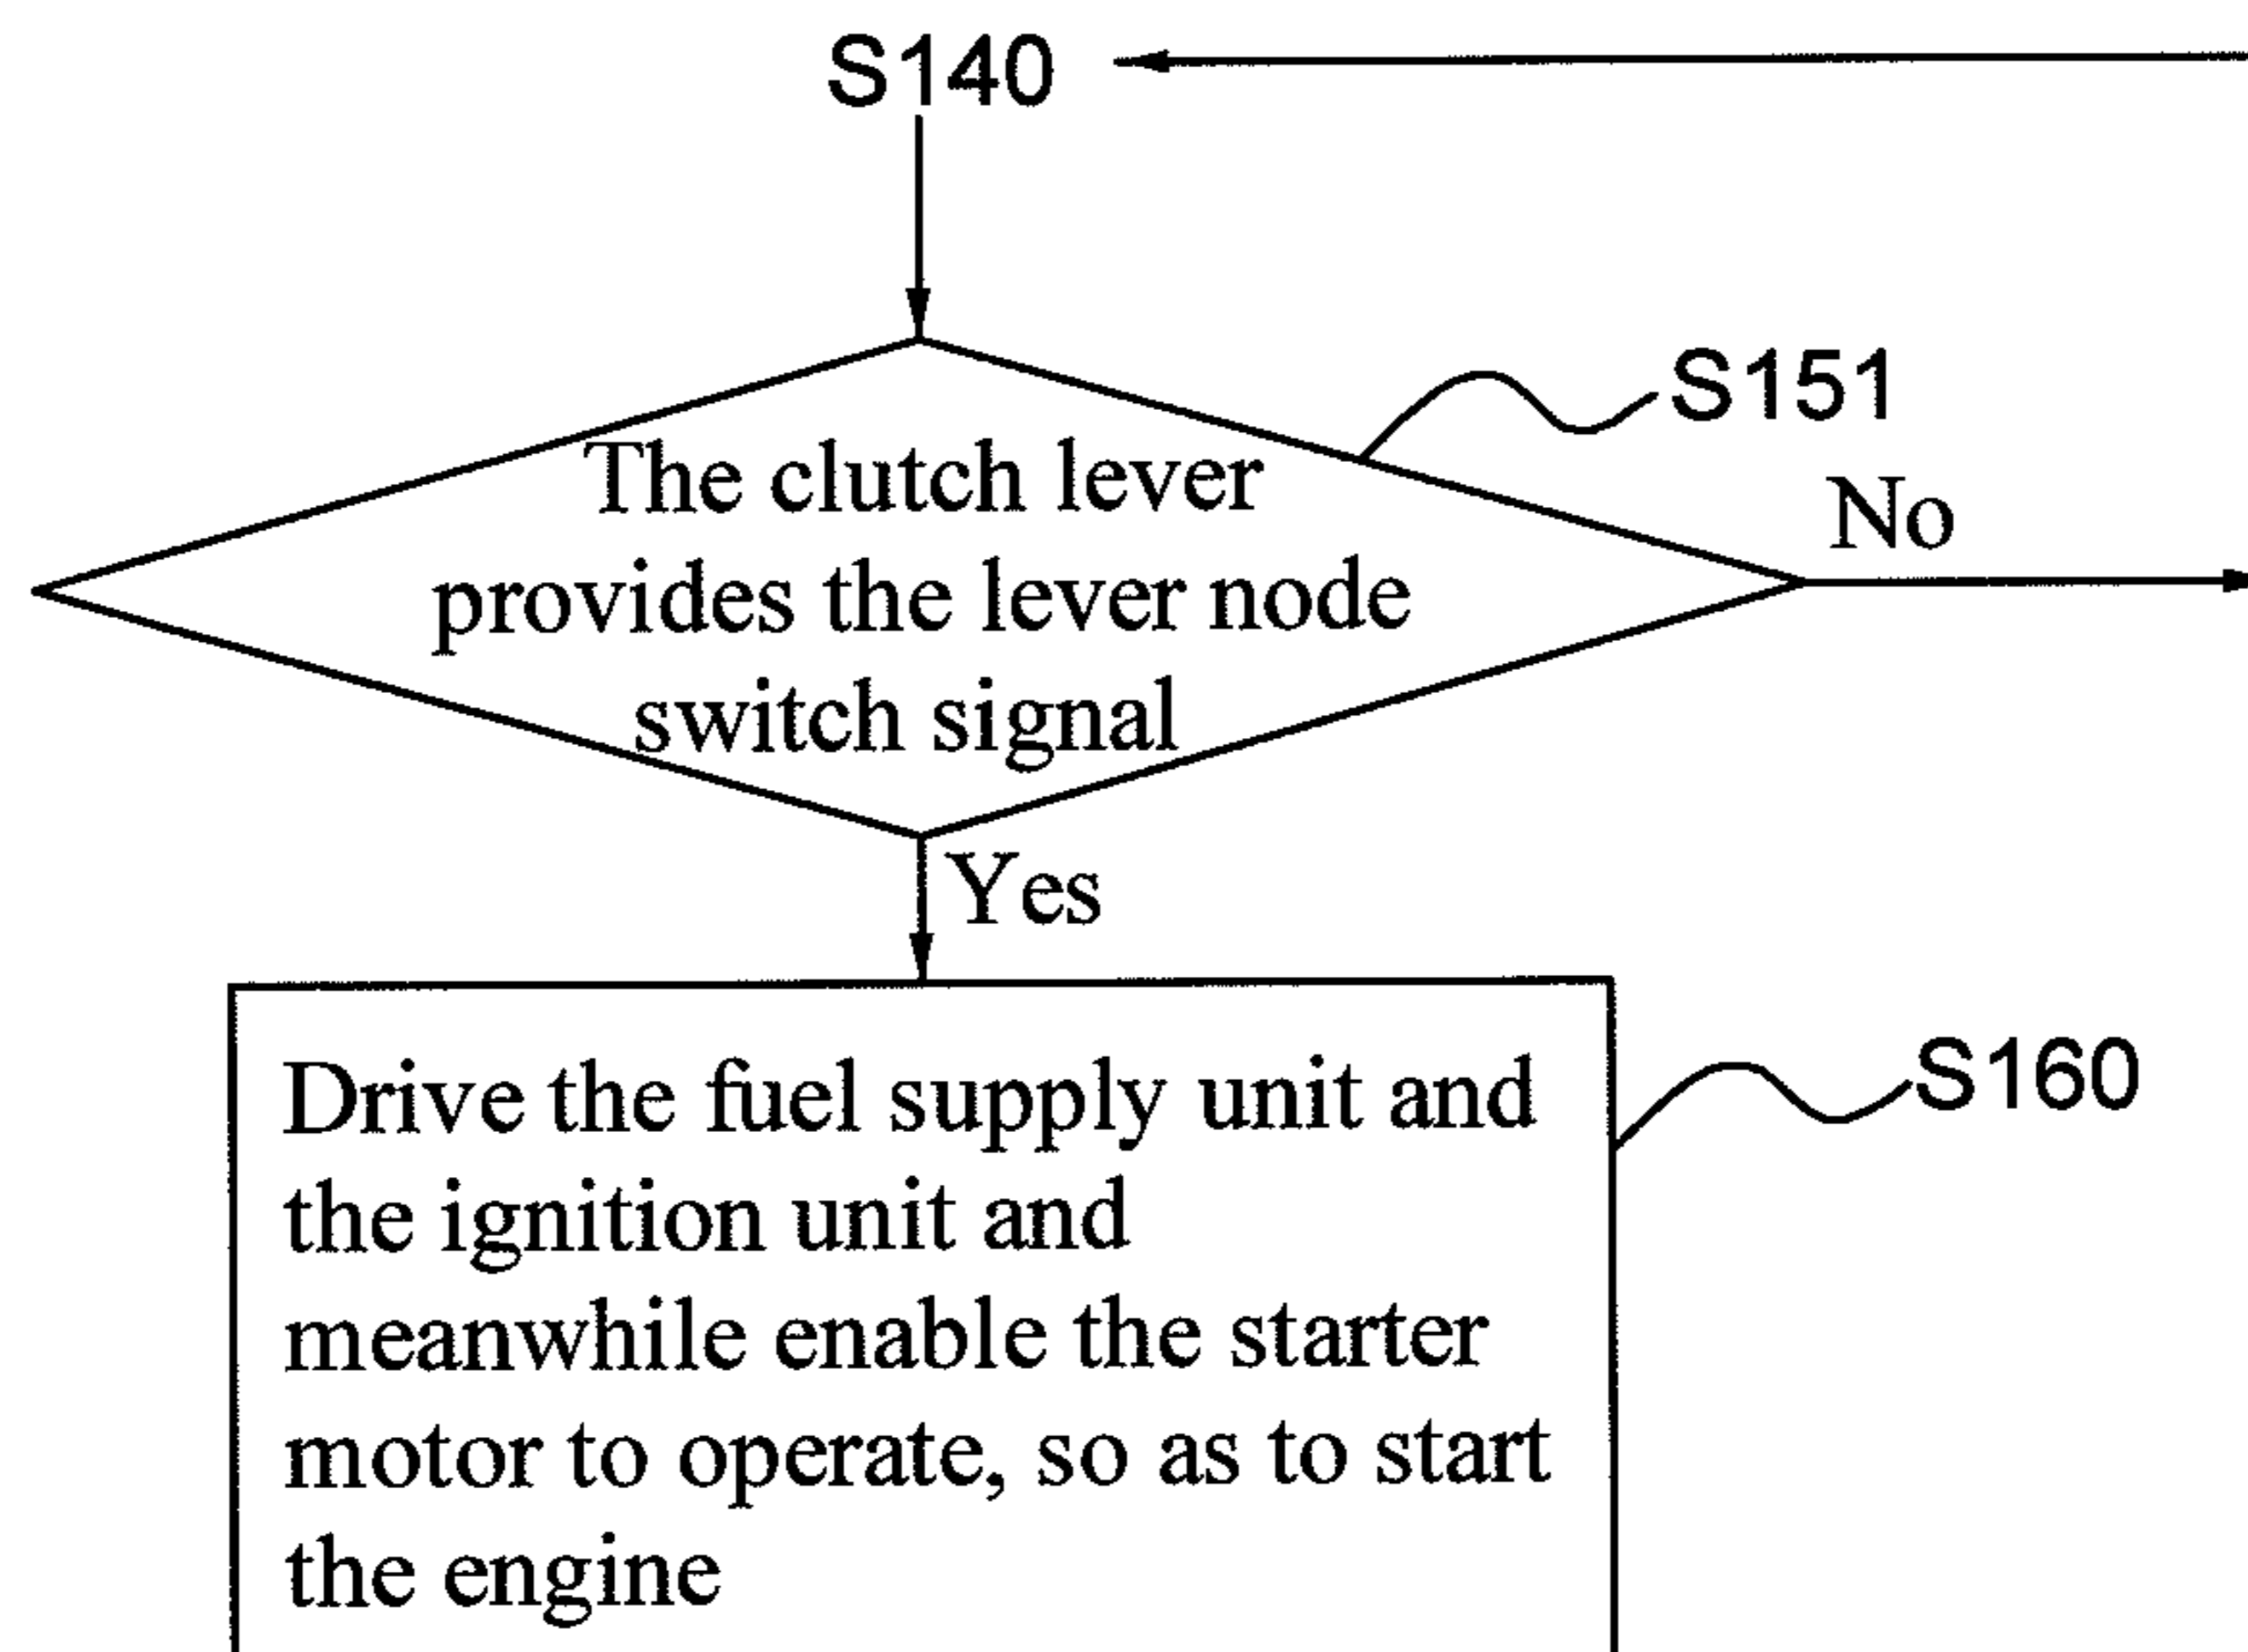 S140
S151
The clutch lever
No
provides the lever node
switch signal
Yes
Drive the fuel supply unit and
S160
the ignition unit and
meanwhile enable the starter
motor to operate, so as to start
the engine